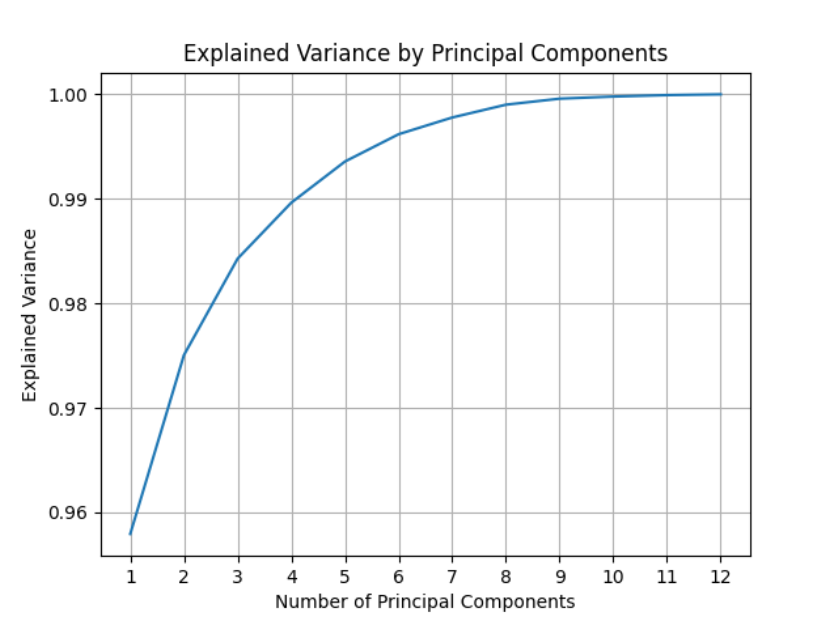 Explained Variance by Principal Components
1.00
0.99
0.98
0.97
0.96
Explained Variance
1 2 3 4 5 6 7 8 9 10 11 12
Number of Principal Components